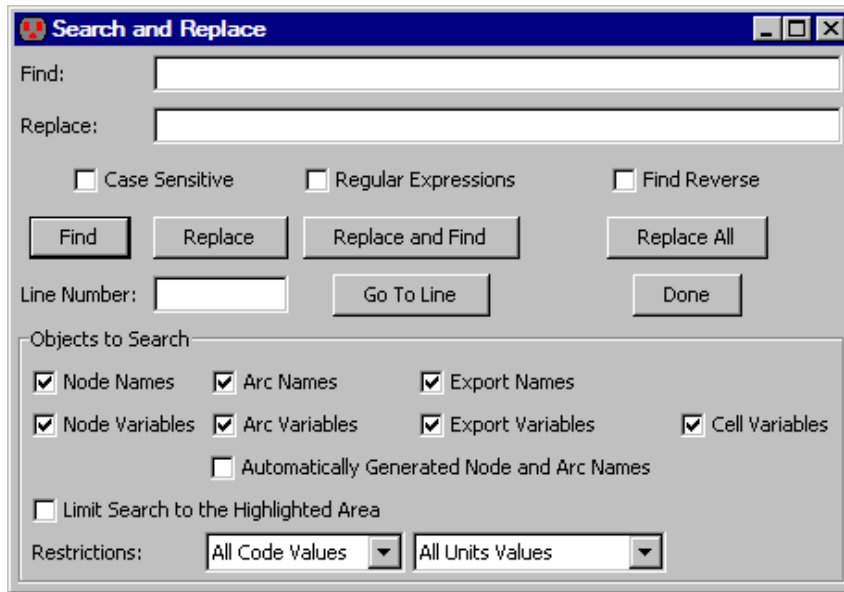 Search and Replace
Find:
Replace:
Case Sensitive Regular Expressions Find Reverse
Find Replace Replace and Find Replace All
Line Number: Go To Line Done
Objects to Search
Node Names Arc Names Export Names
Node Variables Arc Variables Export Variables Cell Variables
Automatically Generated Node and Arc Names
Limit Search to the Highlighted Area
Restrictions: All Code Values All Units Values